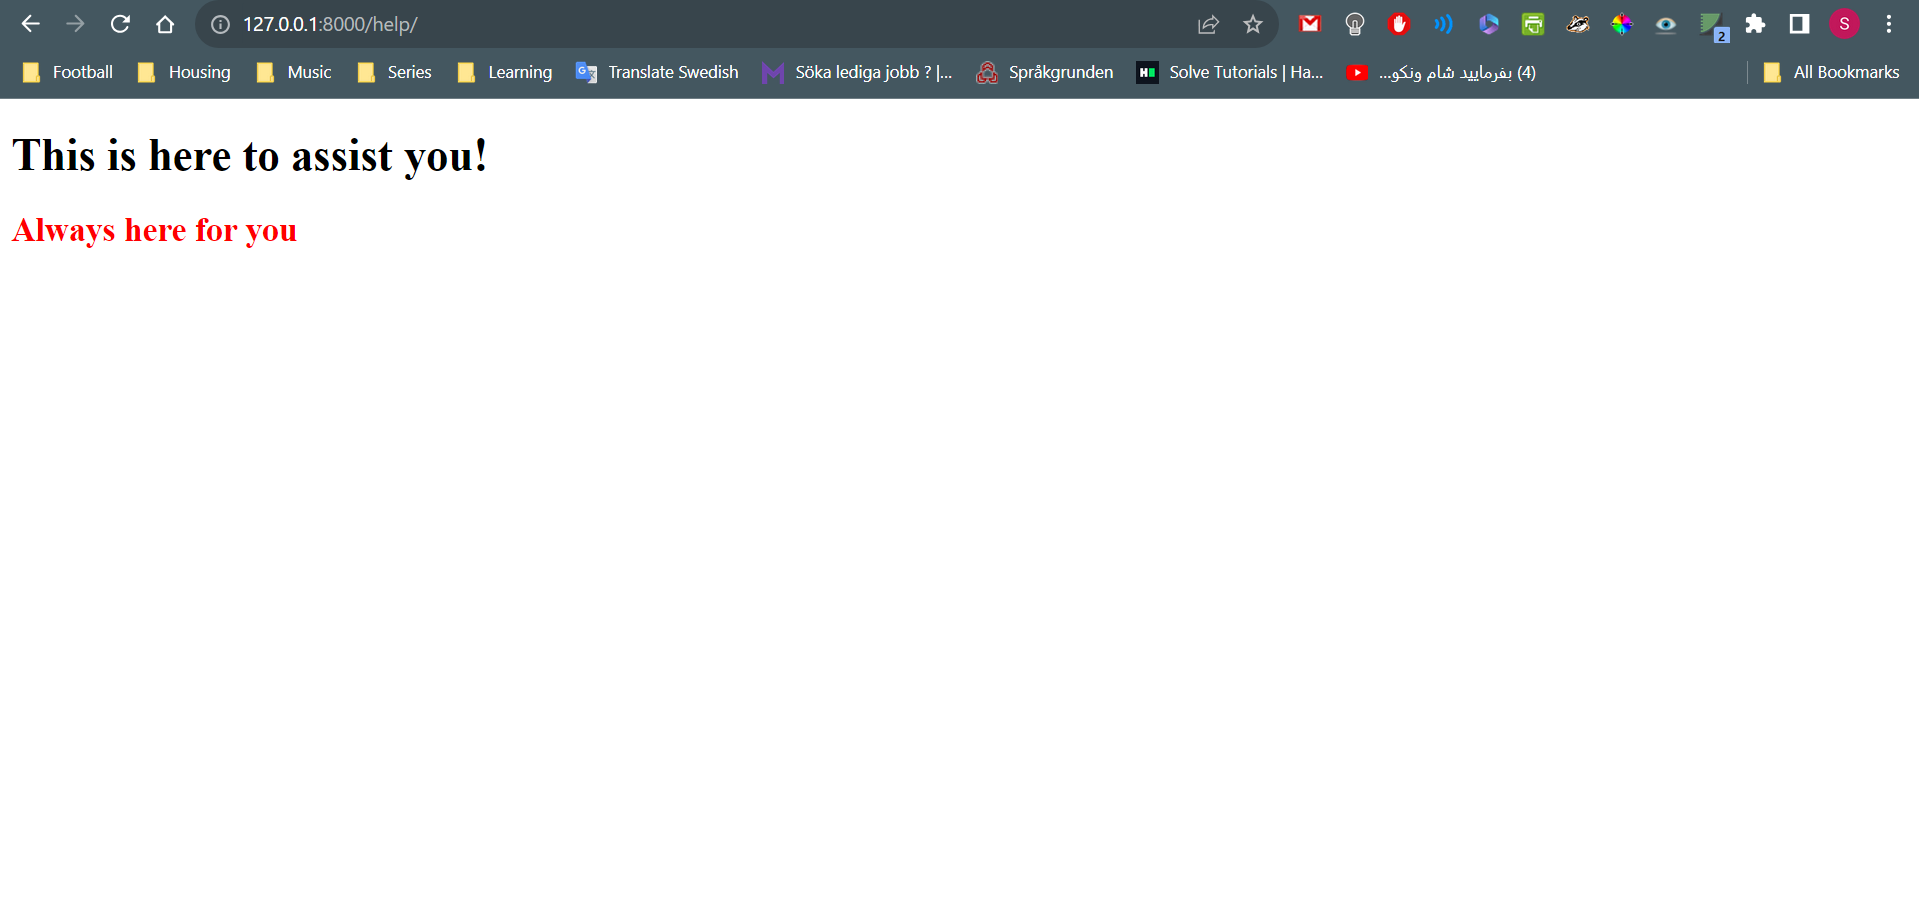 127.0.0.1:8000/help/
2
S
Football Housing Music Series Learning Translate Swedish Söka lediga jobb ? |... Språkgrunden Solve Tutorials | Ha... (4) بفرمایید شام ونکو... All Bookmarks
This is here to assist you!
Always here for you